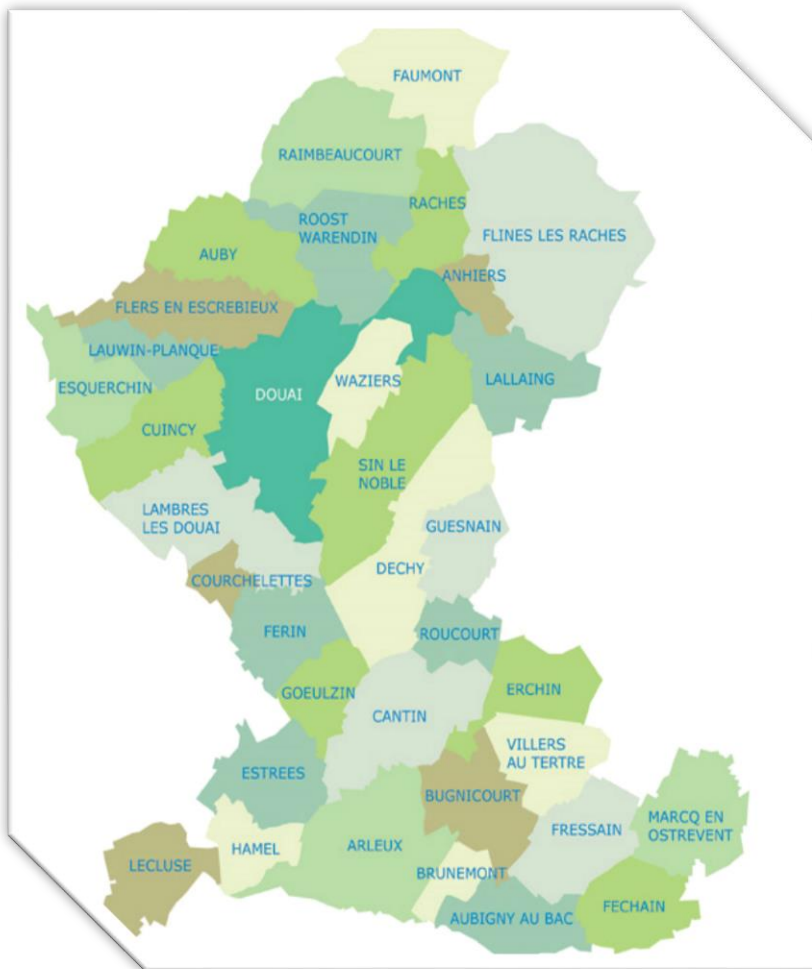 FAUMONT
RAIMBEAUCOURT
RACHES
ROOST
WARENDIN
FLINES LES RACHES
AUBY
ANHIERS
FLERS EN ESCREBIEUX
LAUWIN-PLANQUE
ESQUERCHIN
DOUAI
WAZIERS
LALLAING
CUINCY
SIN LE
NOBLE
LAMBRES
LES DOUAI
GUESNAIN
DECHY
COURCHELETTES
FERIN
ROUCOURT
GOEULZIN
ERCHIN
CANTIN
VILLERS
AU TERTRE
ESTREES
BUGNICOURT
FRESSAIN
MARCQ EN
OSTREVENT
HAMEL
ARLEUX
LECLUSE
BRUNEMONT
AUBIGNY AU BAC
FECHAIN